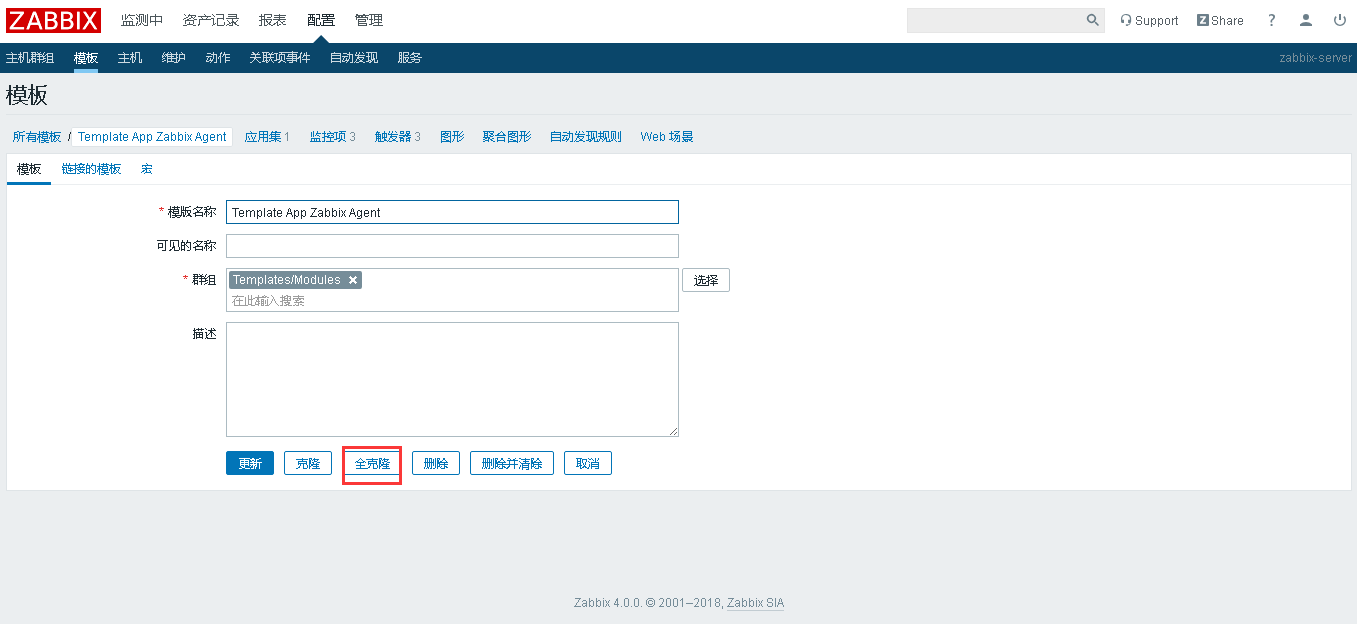 ZABBIX 监测中 资产记录 报表 配置 管理 Support Z Share ?
主机群组 模板 主机 维护 动作 关联项事件 自动发现 服务 zabbix-server
模板
所有模板 / Template App Zabbix Agent 应用集 1 监控项 3 触发器 3 图形 聚合图形 自动发现规则 Web 场景
模板 链接的模板 宏
* 模版名称 Template App Zabbix Agent
可见的名称
* 群组 Templates/Modules × 选择
在此输入搜索
描述
更新 克隆 全克隆 删除 删除并清除 取消
Zabbix 4.0.0. © 2001–2018, Zabbix SIA